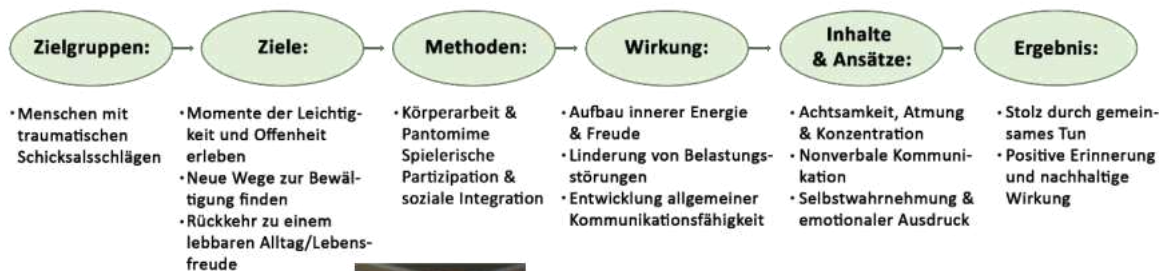 Zielgruppen:
· Menschen mit
traumatischen
Schicksalsschlägen
Ziele:
· Momente der Leichtig-
keit und Offenheit
erleben
· Neue Wege zur Bewäl-
tigung finden
· Rückkehr zu einem
lebbaren Alltag/Lebens-
freude
Methoden:
· Körperarbeit &
Pantomime
Spielerische
Partizipation &
soziale Integration
Wirkung:
· Aufbau innerer Energie
& Freude
· Linderung von Belastungs-
störungen
· Entwicklung allgemeiner
Kommunikationsfähigkeit
Inhalte
& Ansätze:
· Achtsamkeit, Atmung
& Konzentration
· Nonverbale Kommuni-
kation
· Selbstwahrnehmung &
emotionaler Ausdruck
Ergebnis:
· Stolz durch gemein-
sames Tun
· Positive Erinnerung
und nachhaltige
Wirkung